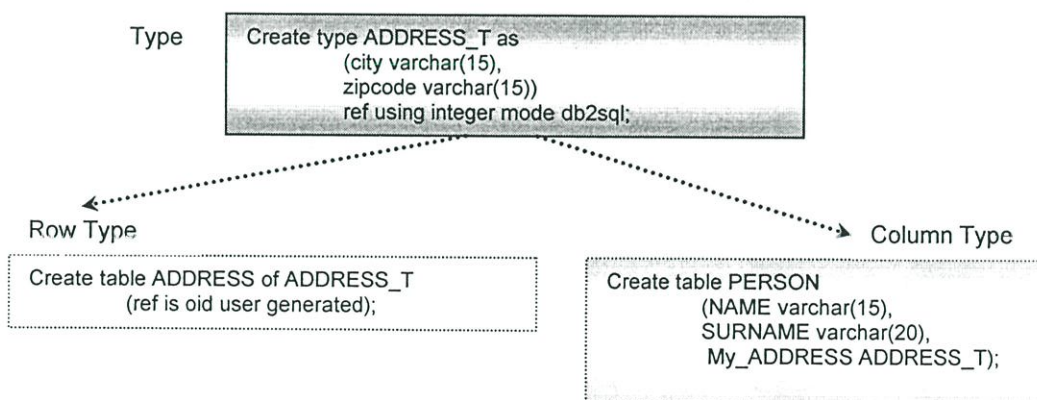 Type
Create type ADDRESS_T as
(city varchar(15),
zipcode varchar(15))
ref using integer mode db2sql;
Row Type
Column Type
Create table ADDRESS of ADDRESS_T
(ref is oid user generated);
Create table PERSON
(NAME varchar(15),
SURNAME varchar(20),
My_ADDRESS ADDRESS_T);